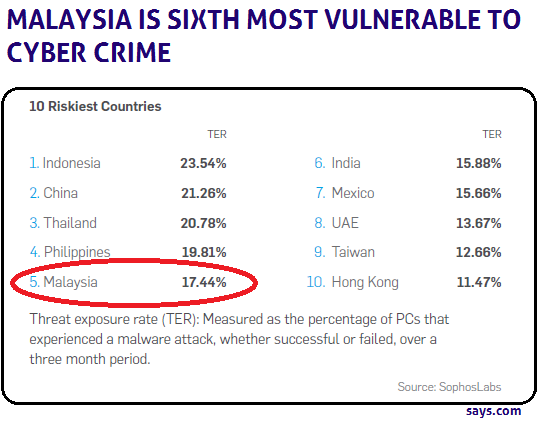 MALAYSIA IS SIXTH MOST VULNERABLE TO
CYBER CRIME
10 Riskiest Countries
TER TER
1. Indonesia 23.54% 6. India 15.88%
2. China 21.26% 7. Mexico 15.66%
3. Thailand 20.78% 8. UAE 13.67%
4. Philippines 19.81% 9. Taiwan 12.66%
5. Malaysia 17.44% 10. Hong Kong 11.47%
Threat exposure rate (TER): Measured as the percentage of PCs that
experienced a malware attack, whether successful or failed, over a
three month period.
Source: SophosLabs
says.com